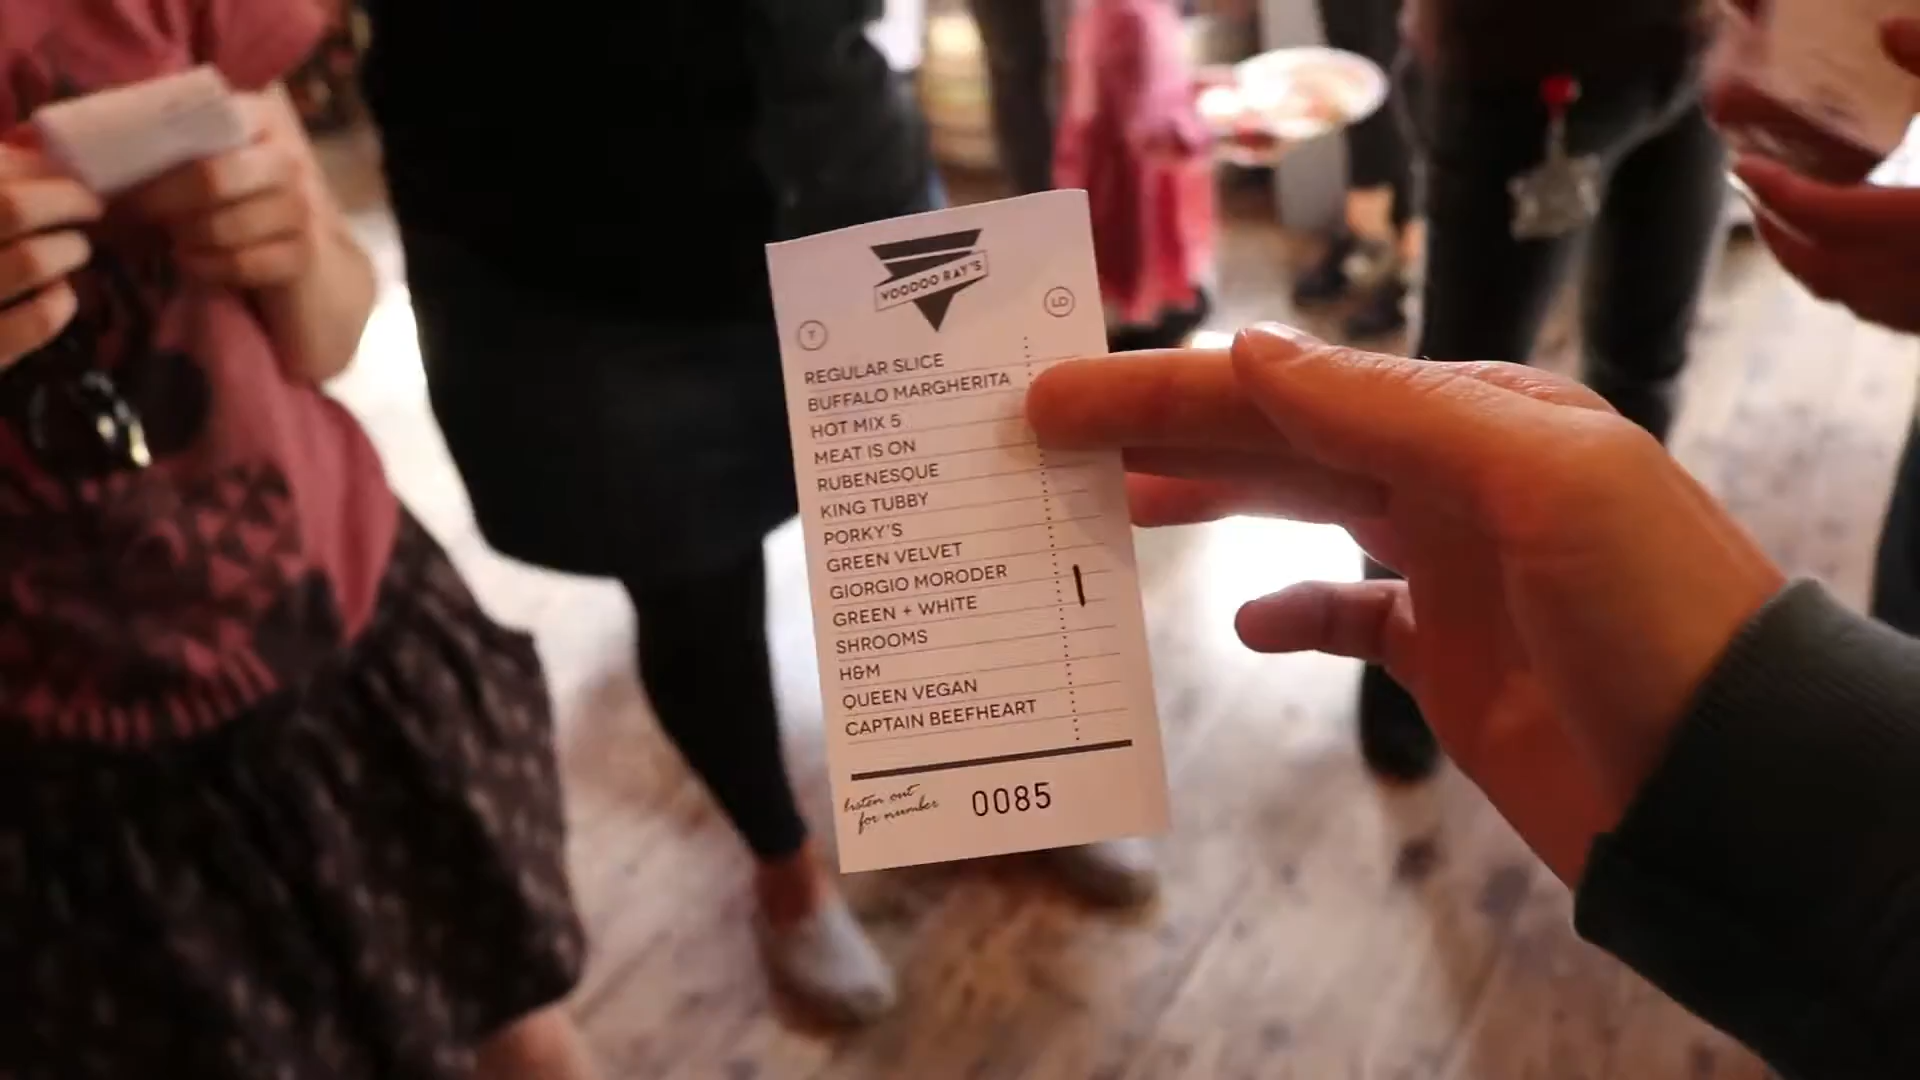 VOODOO RAY'S
T
LD
REGULAR SLICE
BUFFALO MARGHERITA
HOT MIX 5
MEAT IS ON
RUBENESQUE
KING TUBBY
PORKY'S
GREEN VELVET
GIORGIO MORODER
GREEN + WHITE
SHROOMS
H&M
QUEEN VEGAN
CAPTAIN BEEFHEART
listen out
for number
0085